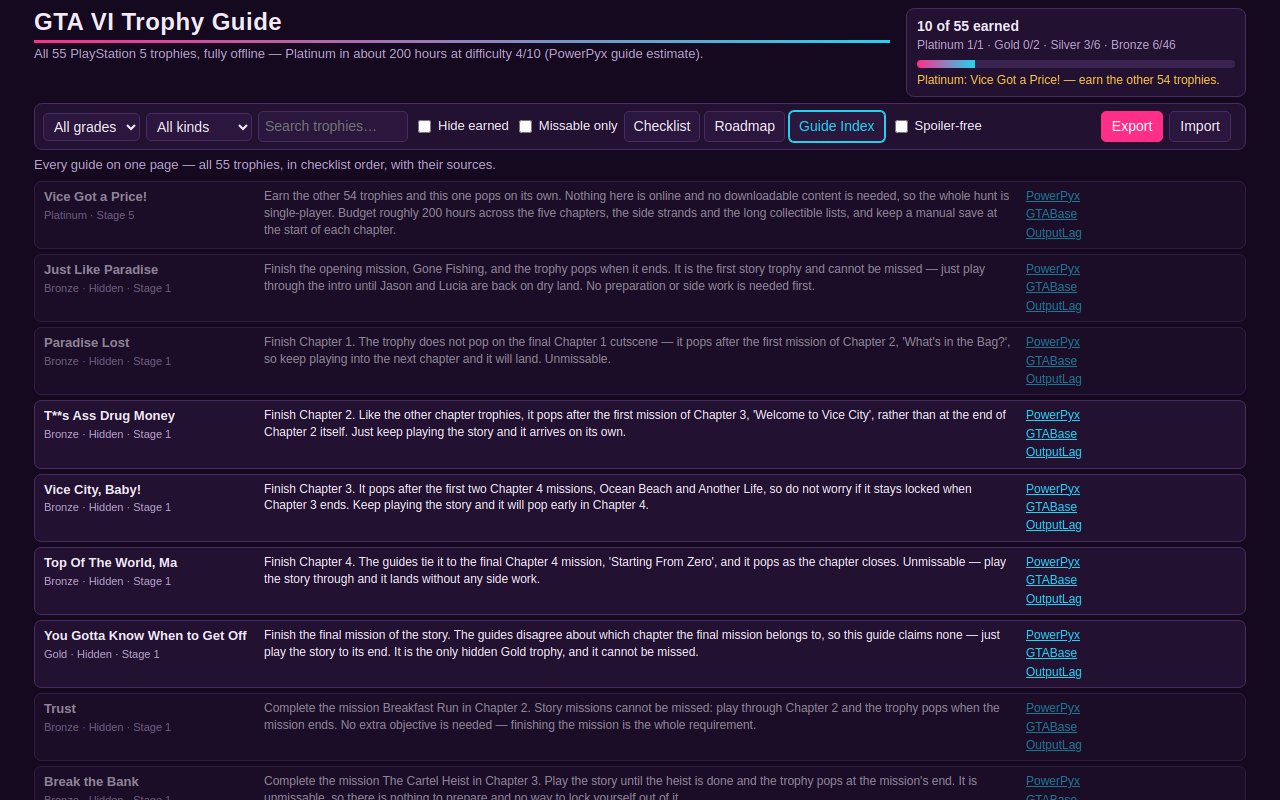 GTA VI Trophy Guide
All 55 PlayStation 5 trophies, fully offline — Platinum in about 200 hours at difficulty 4/10 (PowerPyx guide estimate).
10 of 55 earned
Platinum 1/1 · Gold 0/2 · Silver 3/6 · Bronze 6/46
Platinum: Vice Got a Price! — earn the other 54 trophies.
All grades All kinds Search trophies… Hide earned Missable only Checklist Roadmap Guide Index Spoiler-free Export Import
Every guide on one page — all 55 trophies, in checklist order, with their sources.
Vice Got a Price!
Platinum · Stage 5
Earn the other 54 trophies and this one pops on its own. Nothing here is online and no downloadable content is needed, so the whole hunt is
single-player. Budget roughly 200 hours across the five chapters, the side strands and the long collectible lists, and keep a manual save at
the start of each chapter.
PowerPyx
GTABase
OutputLag
Just Like Paradise
Bronze · Hidden · Stage 1
Finish the opening mission, Gone Fishing, and the trophy pops when it ends. It is the first story trophy and cannot be missed — just play
through the intro until Jason and Lucia are back on dry land. No preparation or side work is needed first.
PowerPyx
GTABase
OutputLag
Paradise Lost
Bronze · Hidden · Stage 1
Finish Chapter 1. The trophy does not pop on the final Chapter 1 cutscene — it pops after the first mission of Chapter 2, 'What's in the Bag?',
so keep playing into the next chapter and it will land. Unmissable.
PowerPyx
GTABase
OutputLag
T**s Ass Drug Money
Bronze · Hidden · Stage 1
Finish Chapter 2. Like the other chapter trophies, it pops after the first mission of Chapter 3, 'Welcome to Vice City', rather than at the end of
Chapter 2 itself. Just keep playing the story and it arrives on its own.
PowerPyx
GTABase
OutputLag
Vice City, Baby!
Bronze · Hidden · Stage 1
Finish Chapter 3. It pops after the first two Chapter 4 missions, Ocean Beach and Another Life, so do not worry if it stays locked when
Chapter 3 ends. Keep playing the story and it will pop early in Chapter 4.
PowerPyx
GTABase
OutputLag
Top Of The World, Ma
Bronze · Hidden · Stage 1
Finish Chapter 4. The guides tie it to the final Chapter 4 mission, 'Starting From Zero', and it pops as the chapter closes. Unmissable — play
the story through and it lands without any side work.
PowerPyx
GTABase
OutputLag
You Gotta Know When to Get Off
Gold · Hidden · Stage 1
Finish the final mission of the story. The guides disagree about which chapter the final mission belongs to, so this guide claims none — just
play the story to its end. It is the only hidden Gold trophy, and it cannot be missed.
PowerPyx
GTABase
OutputLag
Trust
Bronze · Hidden · Stage 1
Complete the mission Breakfast Run in Chapter 2. Story missions cannot be missed: play through Chapter 2 and the trophy pops when the
mission ends. No extra objective is needed — finishing the mission is the whole requirement.
PowerPyx
GTABase
OutputLag
Break the Bank
Bronze · Hidden · Stage 1
Complete the mission The Cartel Heist in Chapter 3. Play the story until the heist is done and the trophy pops at the mission's end. It is
unmissable, so there is nothing to prepare and no way to lock yourself out of it.
PowerPyx
GTABase